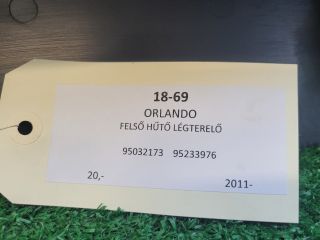 18-69
ORLANDO
FELSŐ HŰTŐ LÉGTERELŐ
95032173 95233976
20,- 2011-